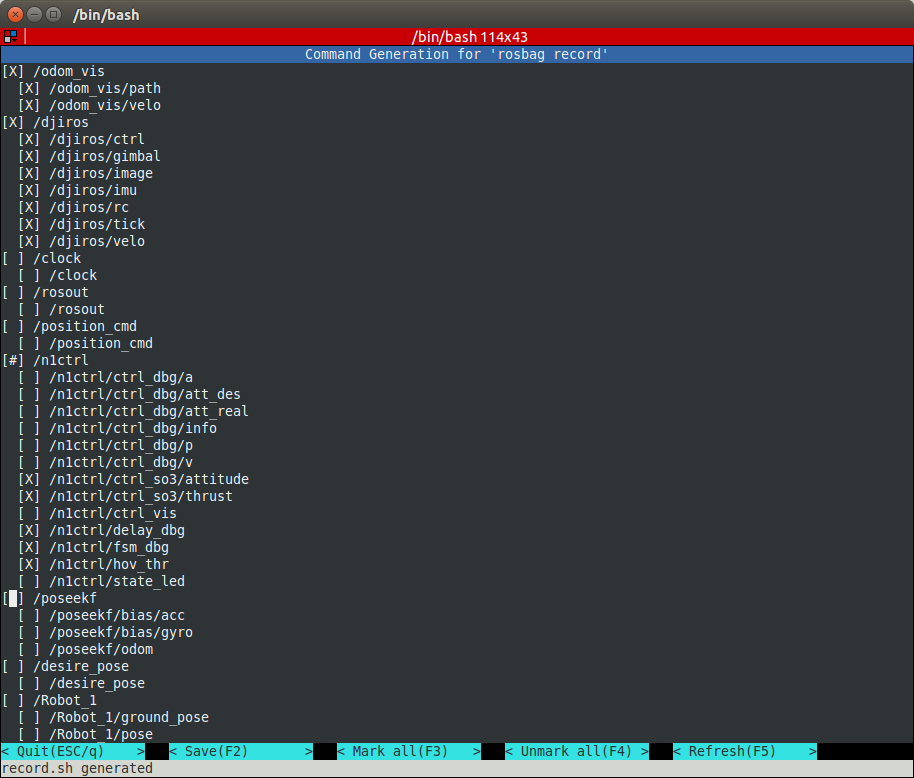 /bin/bash
/bin/bash 114x43
Command Generation for 'rosbag record'
[X] /odom_vis
[X] /odom_vis/path
[X] /odom_vis/velo
[X] /djiros
[X] /djiros/ctrl
[X] /djiros/gimbal
[X] /djiros/image
[X] /djiros/imu
[X] /djiros/rc
[X] /djiros/tick
[X] /djiros/velo
[ ] /clock
[ ] /clock
[ ] /rosout
[ ] /rosout
[ ] /position_cmd
[ ] /position_cmd
[#] /n1ctrl
[ ] /n1ctrl/ctrl_dbg/a
[ ] /n1ctrl/ctrl_dbg/att_des
[ ] /n1ctrl/ctrl_dbg/att_real
[ ] /n1ctrl/ctrl_dbg/info
[ ] /n1ctrl/ctrl_dbg/p
[ ] /n1ctrl/ctrl_dbg/v
[X] /n1ctrl/ctrl_so3/attitude
[X] /n1ctrl/ctrl_so3/thrust
[ ] /n1ctrl/ctrl_vis
[X] /n1ctrl/delay_dbg
[X] /n1ctrl/fsm_dbg
[X] /n1ctrl/hov_thr
[ ] /n1ctrl/state_led
[ ] /poseekf
[ ] /poseekf/bias/acc
[ ] /poseekf/bias/gyro
[ ] /poseekf/odom
[ ] /desire_pose
[ ] /desire_pose
[ ] /Robot_1
[ ] /Robot_1/ground_pose
[ ] /Robot_1/pose
< Quit(ESC/q) > < Save(F2) > < Mark all(F3) > < Unmark all(F4) > < Refresh(F5) >
record.sh generated